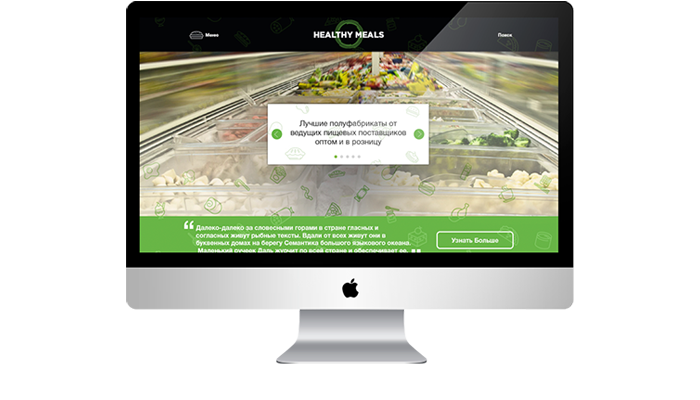 Меню
HEALTHY MEALS
Поиск
Лучшие полуфабрикаты от
ведущих пищевых поставщиков
оптом и в розницу
Далеко-далеко за словесными горами в стране гласных и
согласных живут рыбные тексты. Вдали от всех живут они в
буквенных домах на берегу Семантика большого языкового океана.
Маленький ручеек Даль журчит по всей стране и обеспечивает ее
Узнать Больше